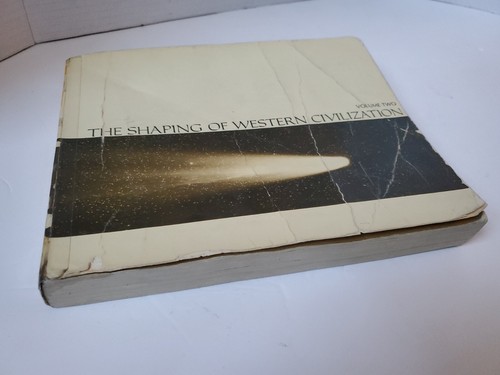 VOLUME TWO
THE SHAPING OF WESTERN CIVILIZATION